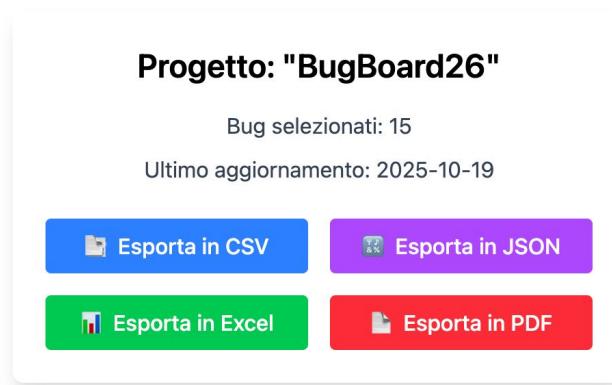 Progetto: "BugBoard26"
Bug selezionati: 15
Ultimo aggiornamento: 2025-10-19
Esporta in CSV
Esporta in JSON
Esporta in Excel
Esporta in PDF